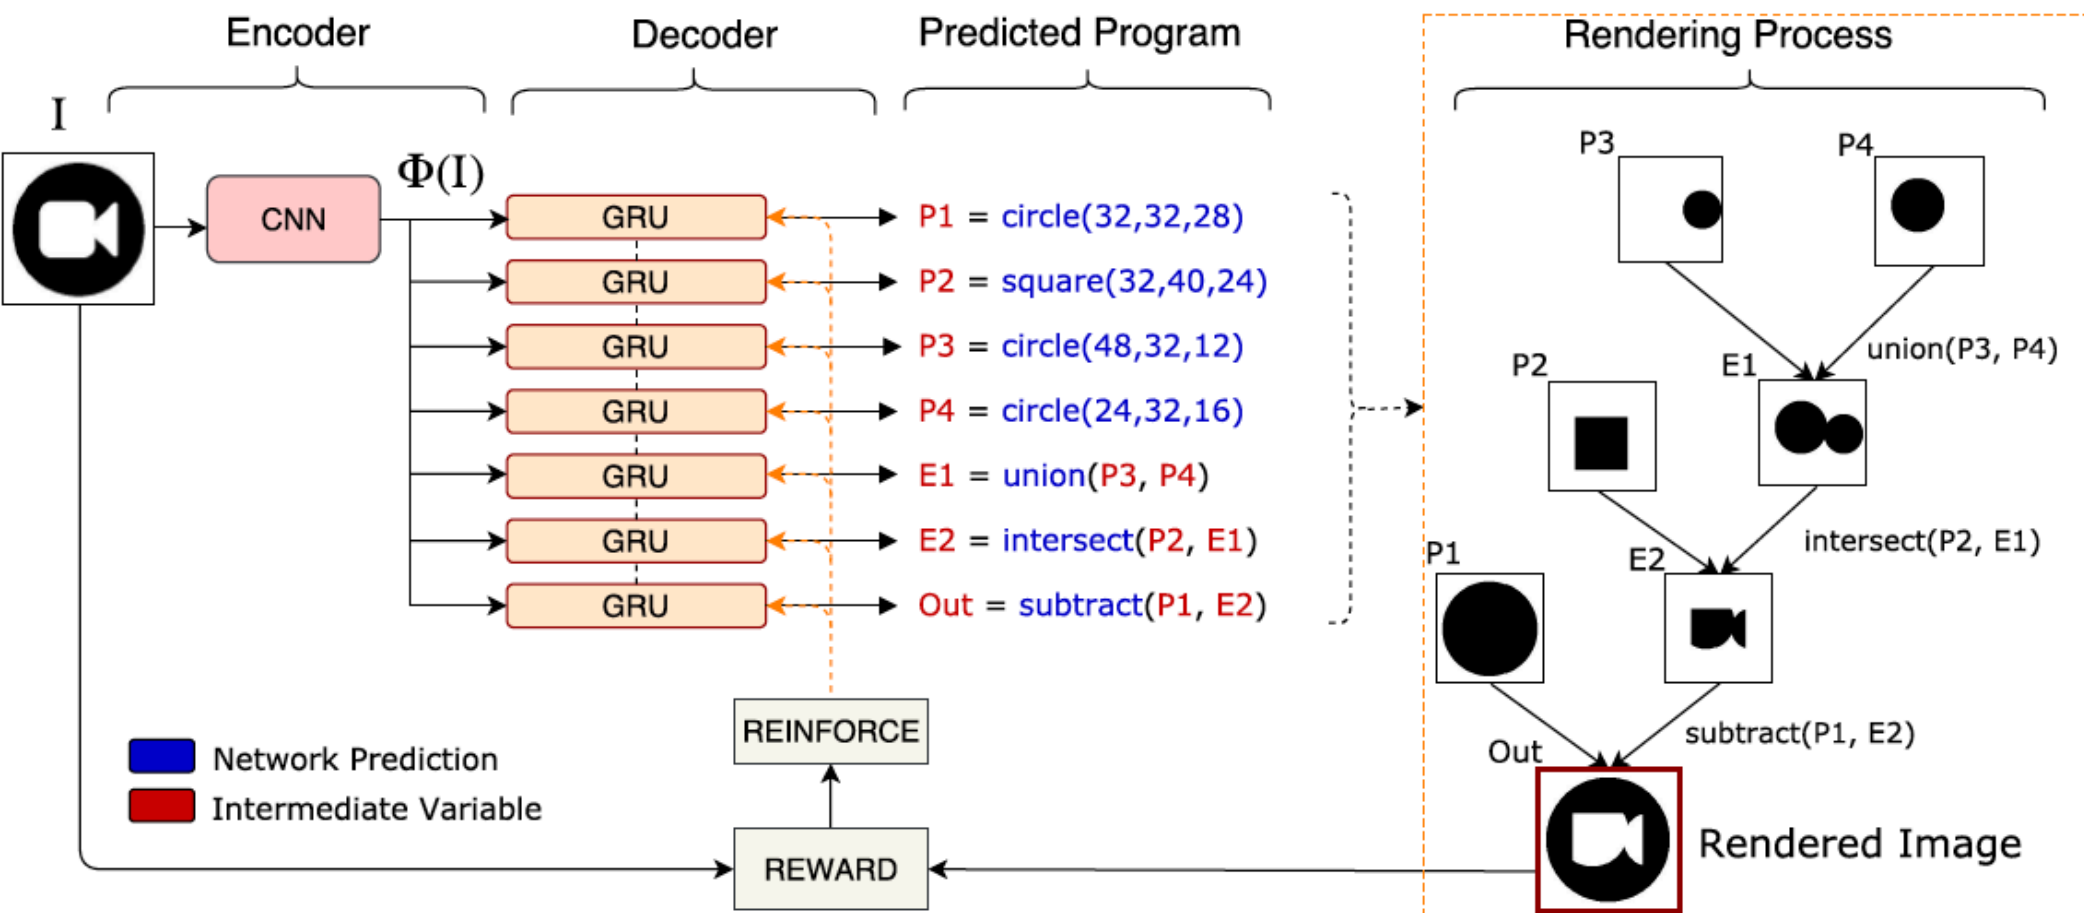 Encoder
Decoder
Predicted Program
Rendering Process
I
CNN
Φ(I)
GRU
P1 = circle(32,32,28)
GRU
P2 = square(32,40,24)
GRU
P3 = circle(48,32,12)
GRU
P4 = circle(24,32,16)
GRU
E1 = union(P3, P4)
GRU
E2 = intersect(P2, E1)
GRU
Out = subtract(P1, E2)
P3
P4
union(P3, P4)
P2
E1
intersect(P2, E1)
P1
E2
subtract(P1, E2)
Out
Rendered Image
REINFORCE
REWARD
Network Prediction
Intermediate Variable